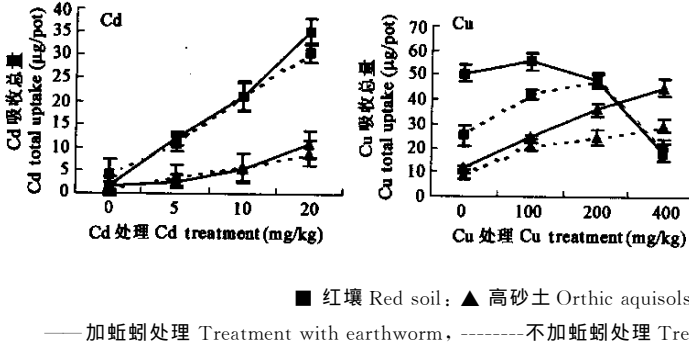 Cd
Cd 吸收总量
Cd total uptake (μg/pot)
40
35
30
25
20
15
10
5
0
0 5 10 20
Cd 处理 Cd treatment (mg/kg)
Cu
Cu 吸收总量
Cu total uptake (μg/pot)
70
60
50
40
30
20
10
0
0 100 200 400
Cu 处理 Cu treatment (mg/kg)
■ 红壤 Red soil; ▲ 高砂土 Orthic aquisols
——加蚯蚓处理 Treatment with earthworm, --------不加蚯蚓处理 Tre